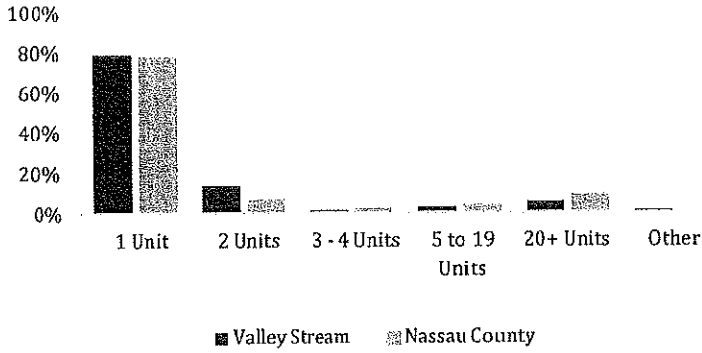 100%
80%
60%
40%
20%
0%
1 Unit 2 Units 3 - 4 Units 5 to 19 20+ Units Other
Units
Valley Stream Nassau County